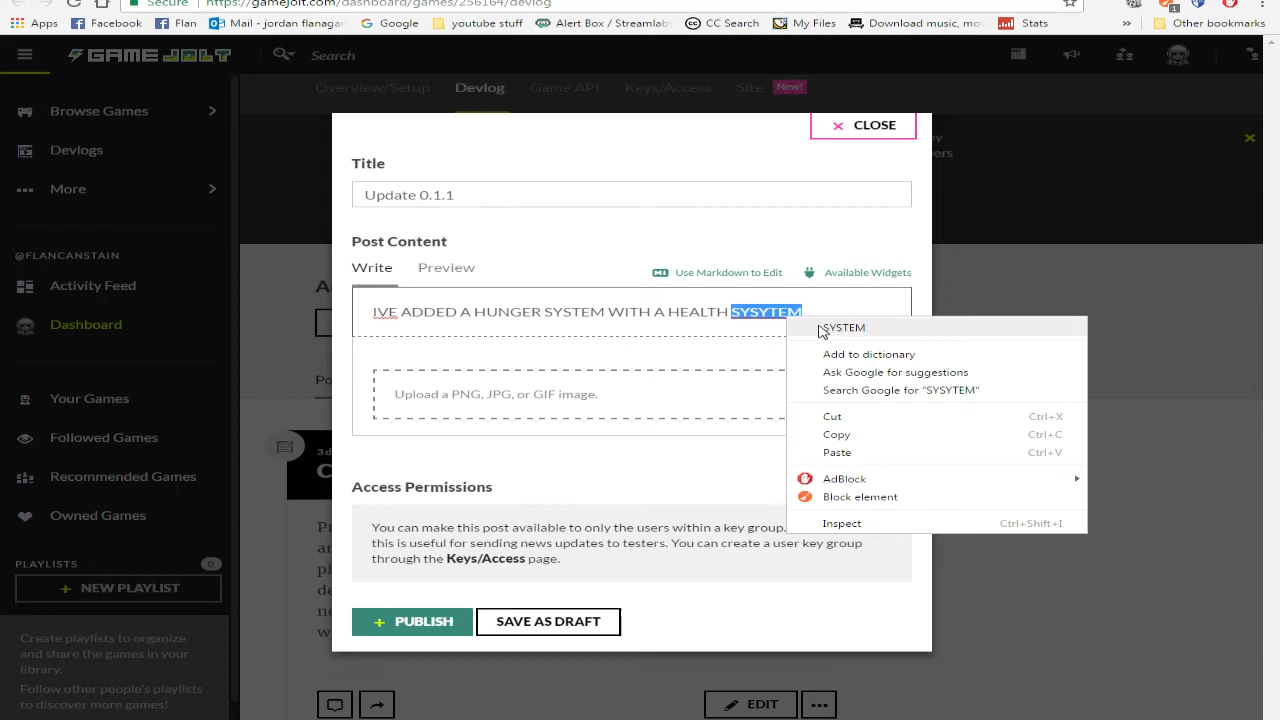 Secure https://gamejolt.com/dashboard/games/256164/devlog
Apps Facebook Flan Mail - jordan flanagan Google youtube stuff Alert Box / Streamlabs Search My Files Download music, mov Stats Other bookmarks
GAME JOLT Search
Overview/Setup Devlog Game API Keys/Access Site New!
Browse Games
Devlogs
More
@FLANCANSTAIN
Activity Feed
Dashboard
Your Games
Followed Games
Recommended Games
Owned Games
PLAYLISTS 0
+ NEW PLAYLIST
Create playlists to organize
and share the games in your
library.
Follow other people's playlists
to discover more games!
× CLOSE
Title
Update 0.1.1
Post Content
Write Preview Use Markdown to Edit Available Widgets
IVE ADDED A HUNGER SYSTEM WITH A HEALTH SYSYTEM
Upload a PNG, JPG, or GIF image.
SYSTEM
Add to dictionary
Ask Google for suggestions
Search Google for "SYSYTEM"
Cut Ctrl+X
Copy Ctrl+C
Paste Ctrl+V
AdBlock
Block element
Inspect Ctrl+Shift+I
Access Permissions
You can make this post available to only the users within a key group.
this is useful for sending news updates to testers. You can create a user key group
through the Keys/Access page.
+ PUBLISH SAVE AS DRAFT
EDIT